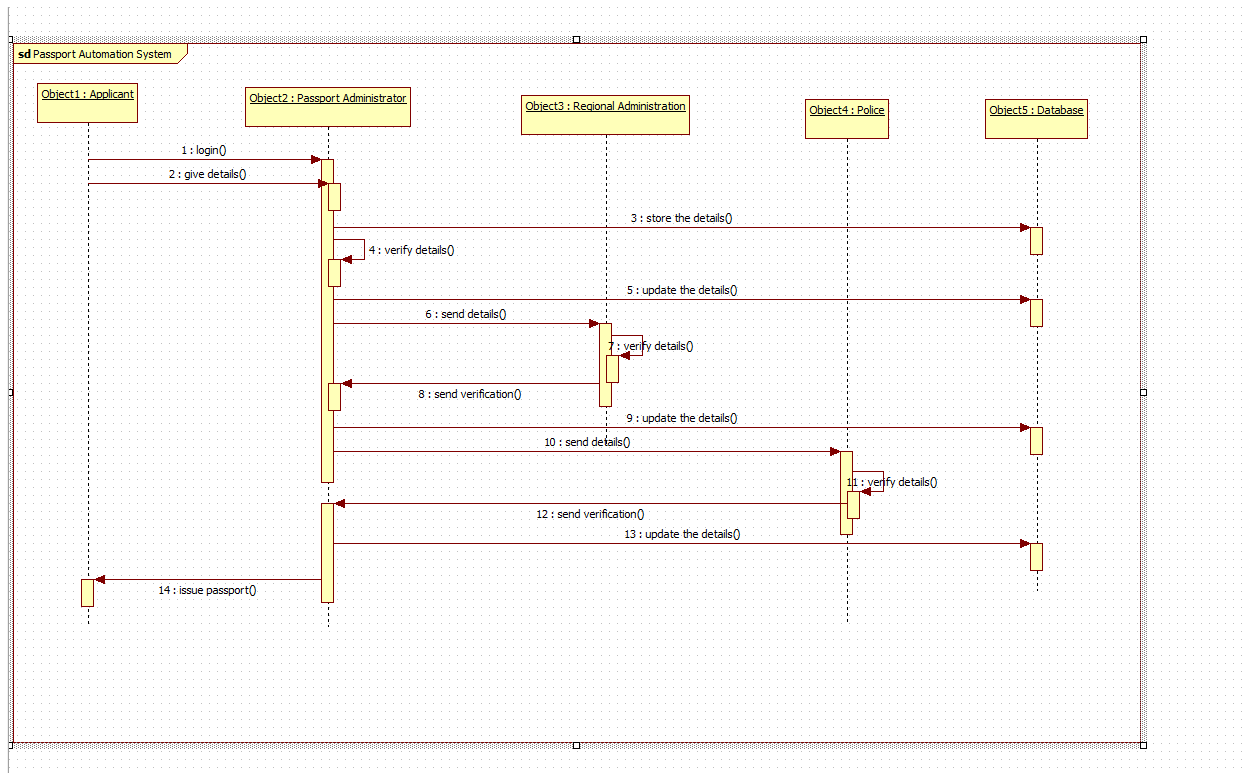 sd Passport Automation System
Object1 : Applicant
Object2 : Passport Administrator
Object3 : Regional Administration
Object4 : Police
Object5 : Database
1 : login()
2 : give details()
3 : store the details()
4 : verify details()
5 : update the details()
6 : send details()
7 : verify details()
8 : send verification()
9 : update the details()
10 : send details()
11 : verify details()
12 : send verification()
13 : update the details()
14 : issue passport()